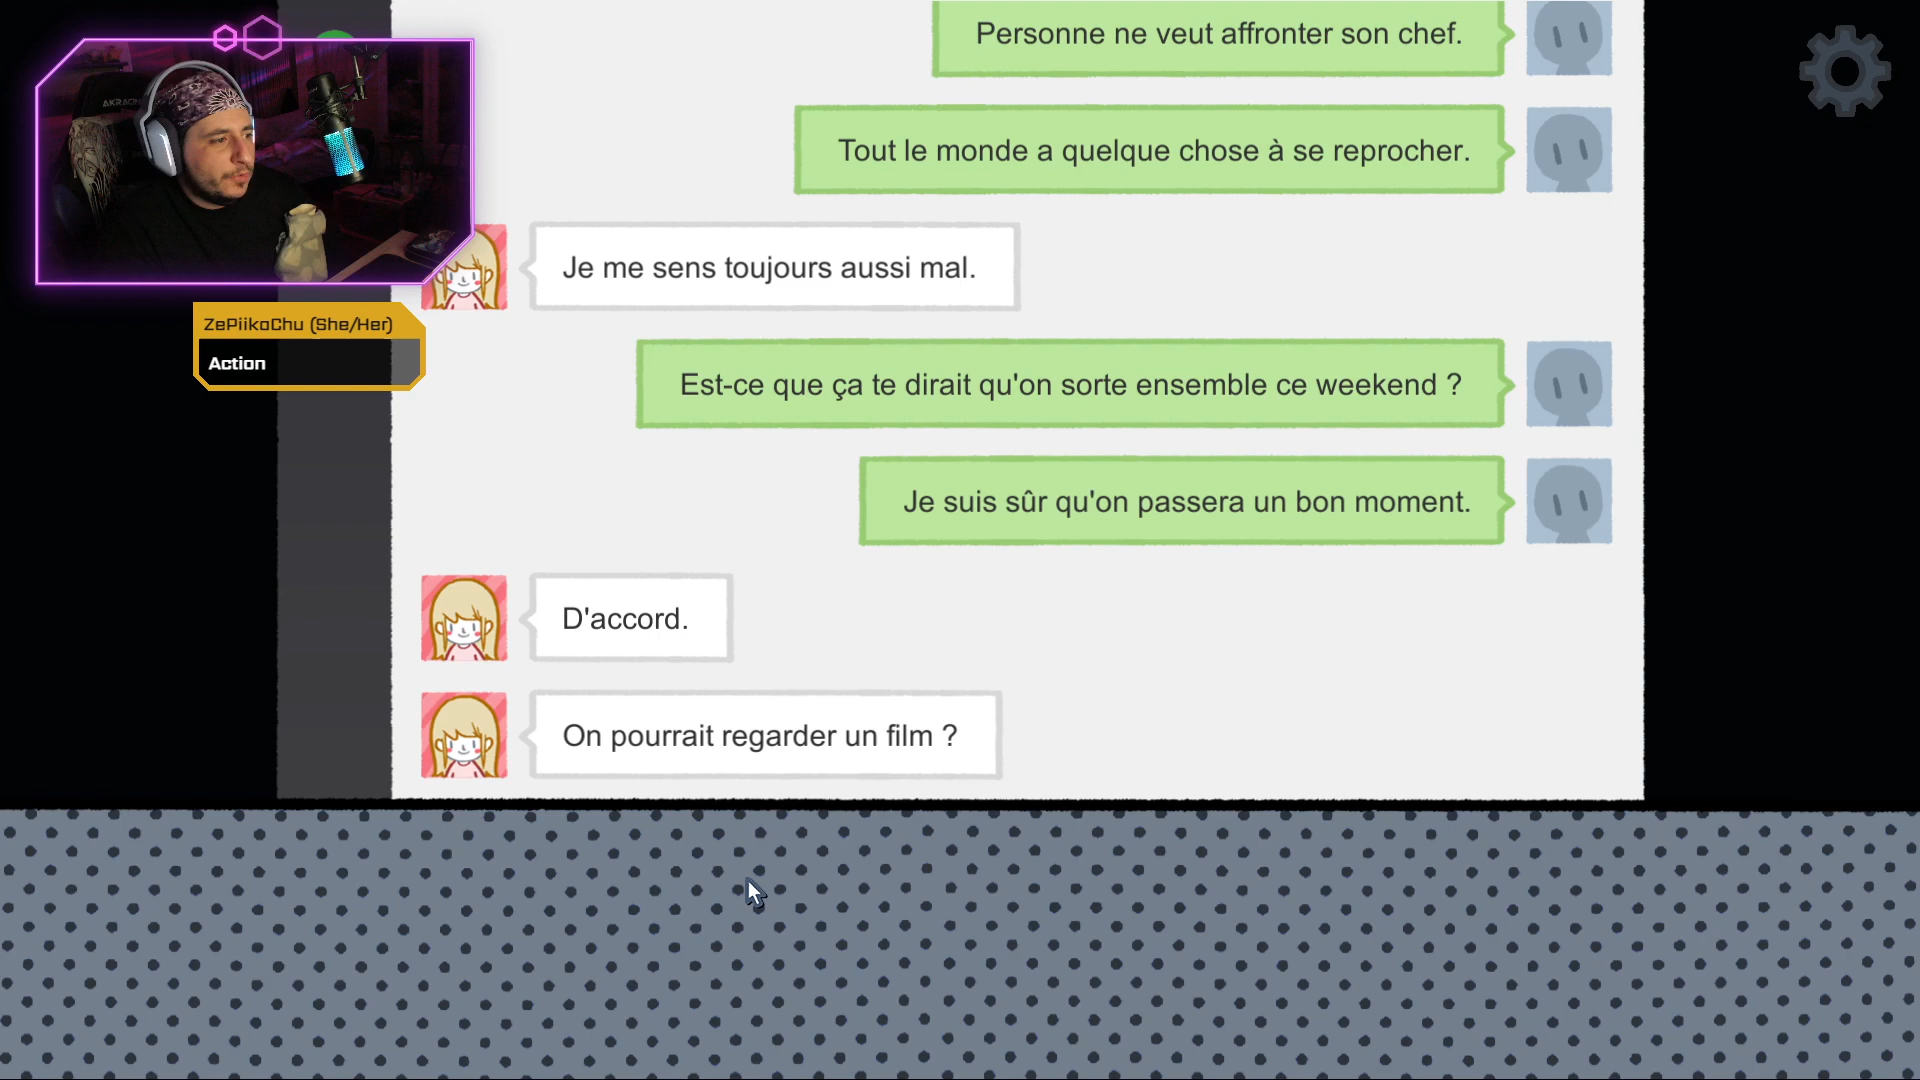 Personne ne veut affronter son chef.
Tout le monde a quelque chose à se reprocher.
Je me sens toujours aussi mal.
ZePiikoChu (She/Her)
Action
Est-ce que ça te dirait qu'on sorte ensemble ce weekend ?
Je suis sûr qu'on passera un bon moment.
D'accord.
On pourrait regarder un film ?